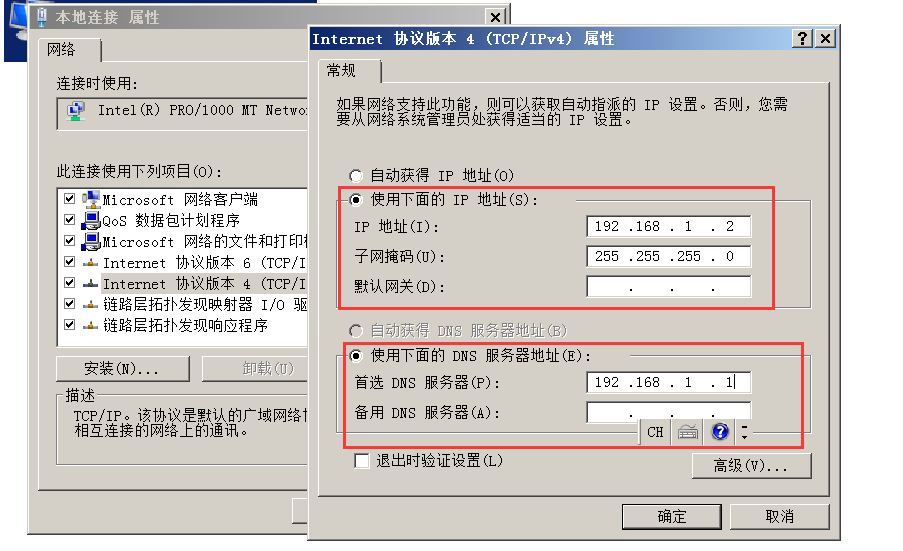 本地连接 属性
网络
连接时使用:
Intel(R) PRO/1000 MT Netwo
此连接使用下列项目(O):
Microsoft 网络客户端
QoS 数据包计划程序
Microsoft 网络的文件和打印
Internet 协议版本 6 (TCP/I
Internet 协议版本 4 (TCP/I
链路层拓扑发现映射器 I/O 驱
链路层拓扑发现响应程序
安装(N)...
卸载(U)
描述
TCP/IP。该协议是默认的广域网络
相互连接的网络上的通讯。
Internet 协议版本 4 (TCP/IPv4) 属性
常规
如果网络支持此功能，则可以获取自动指派的 IP 设置。否则，您需
要从网络系统管理员处获得适当的 IP 设置。
自动获得 IP 地址(O)
使用下面的 IP 地址(S):
IP 地址(I): 192 .168 . 1 . 2
子网掩码(U): 255 .255 .255 . 0
默认网关(D): . . .
自动获得 DNS 服务器地址(B)
使用下面的 DNS 服务器地址(E):
首选 DNS 服务器(P): 192 .168 . 1 . 1
备用 DNS 服务器(A): . . .
CH
退出时验证设置(L)
高级(V)...
确定
取消